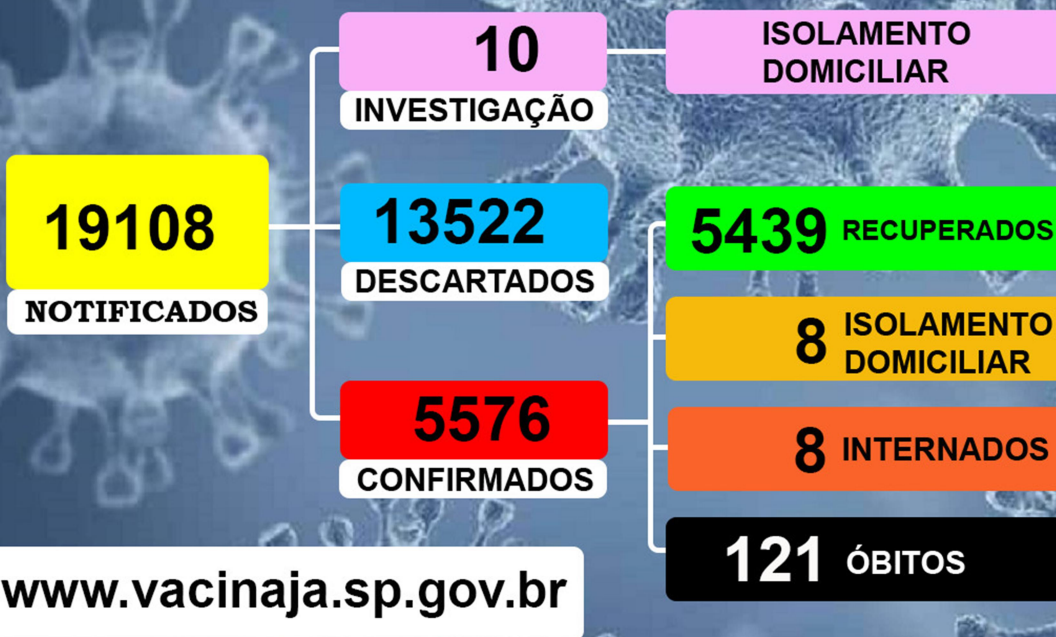 19108
NOTIFICADOS
10
INVESTIGAÇÃO
ISOLAMENTO
DOMICILIAR
13522
DESCARTADOS
5576
CONFIRMADOS
5439 RECUPERADOS
8 ISOLAMENTO
DOMICILIAR
8 INTERNADOS
121 ÓBITOS
www.vacinaja.sp.gov.br